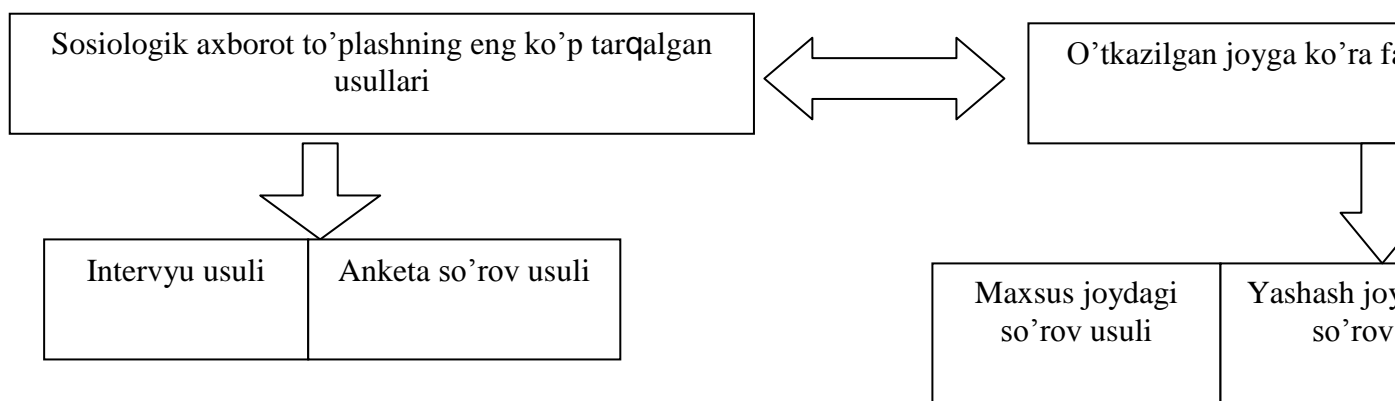 Sosiologik axborot to’plashning eng ko’p tarqalgan
usullari
O’tkazilgan joyga ko’ra
Intervyu usuli
Anketa so’rov usuli
Maxsus joydagi
so’rov usuli
Yashash
so’rov